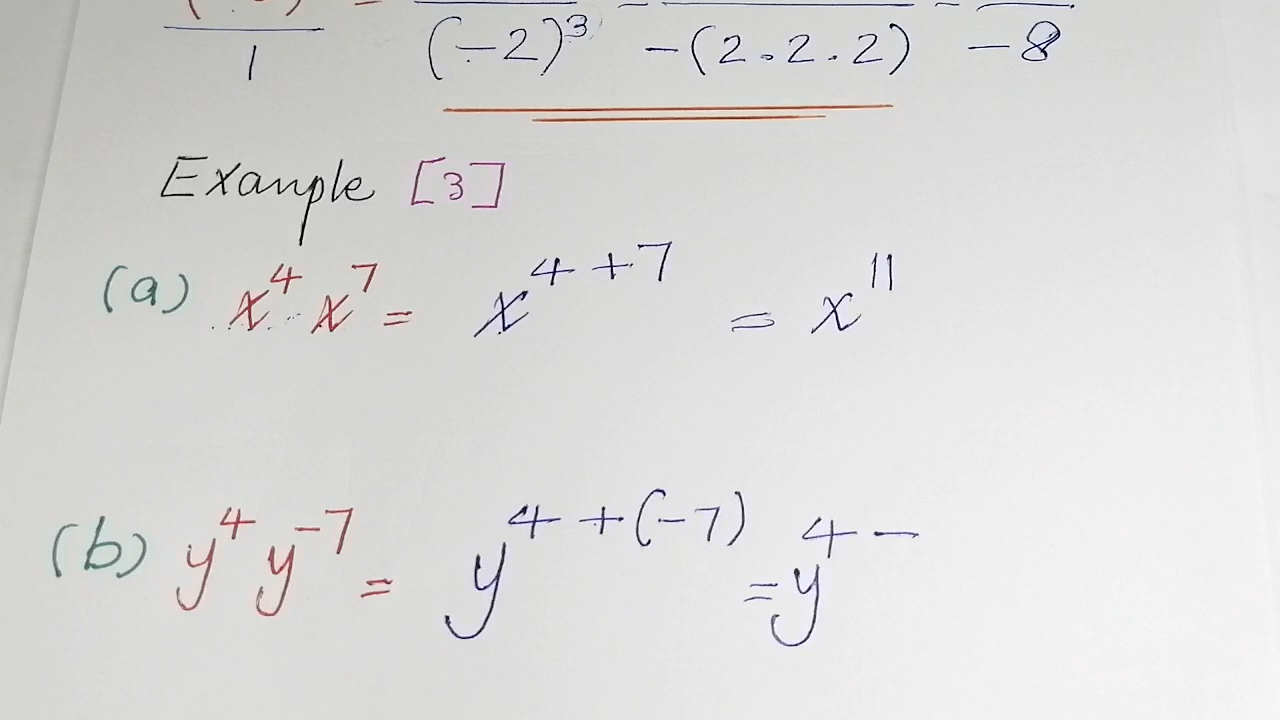 1 (-2)³ -(2.2.2) -8
Example [3]
(a) x⁴ x⁷ = x⁴⁺⁷ = x¹¹
(b) y⁴ y⁻⁷ = y⁴⁺⁽⁻⁷⁾ = y⁴⁻